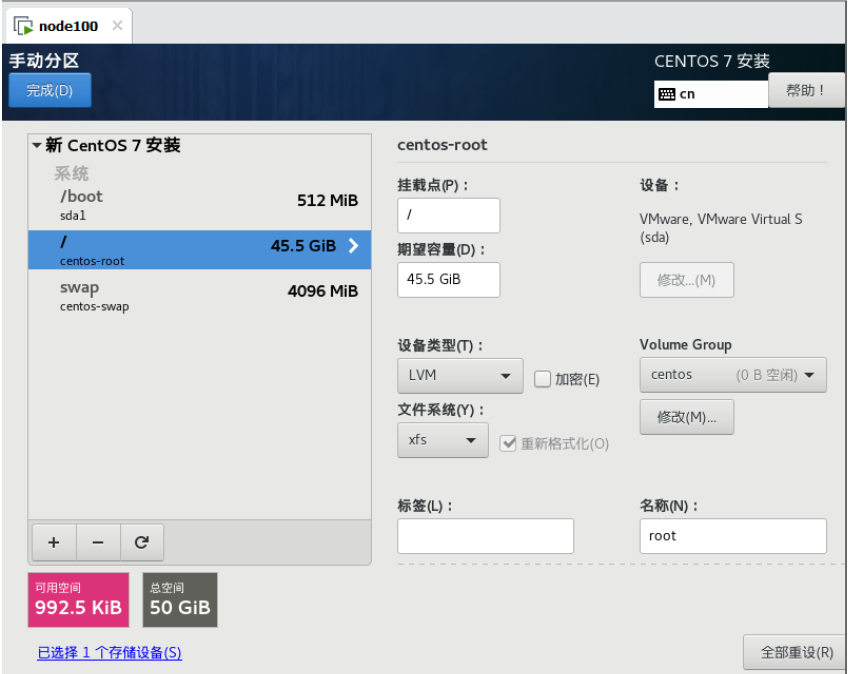 node100
手动分区
CENTOS 7 安装
完成(D)
cn
帮助！
新 CentOS 7 安装
系统
/boot
512 MiB
sda1
/
45.5 GiB
centos-root
swap
4096 MiB
centos-swap
+ −
可用空间
992.5 KiB
总空间
50 GiB
已选择 1 个存储设备(S)
centos-root
挂载点(P)：
/
期望容量(D)：
45.5 GiB
设备：
VMware, VMware Virtual S
(sda)
修改...(M)
设备类型(T)：
LVM
加密(E)
文件系统(Y)：
xfs
重新格式化(O)
Volume Group
centos (0 B 空闲)
修改(M)...
标签(L)：
名称(N)：
root
全部重设(R)